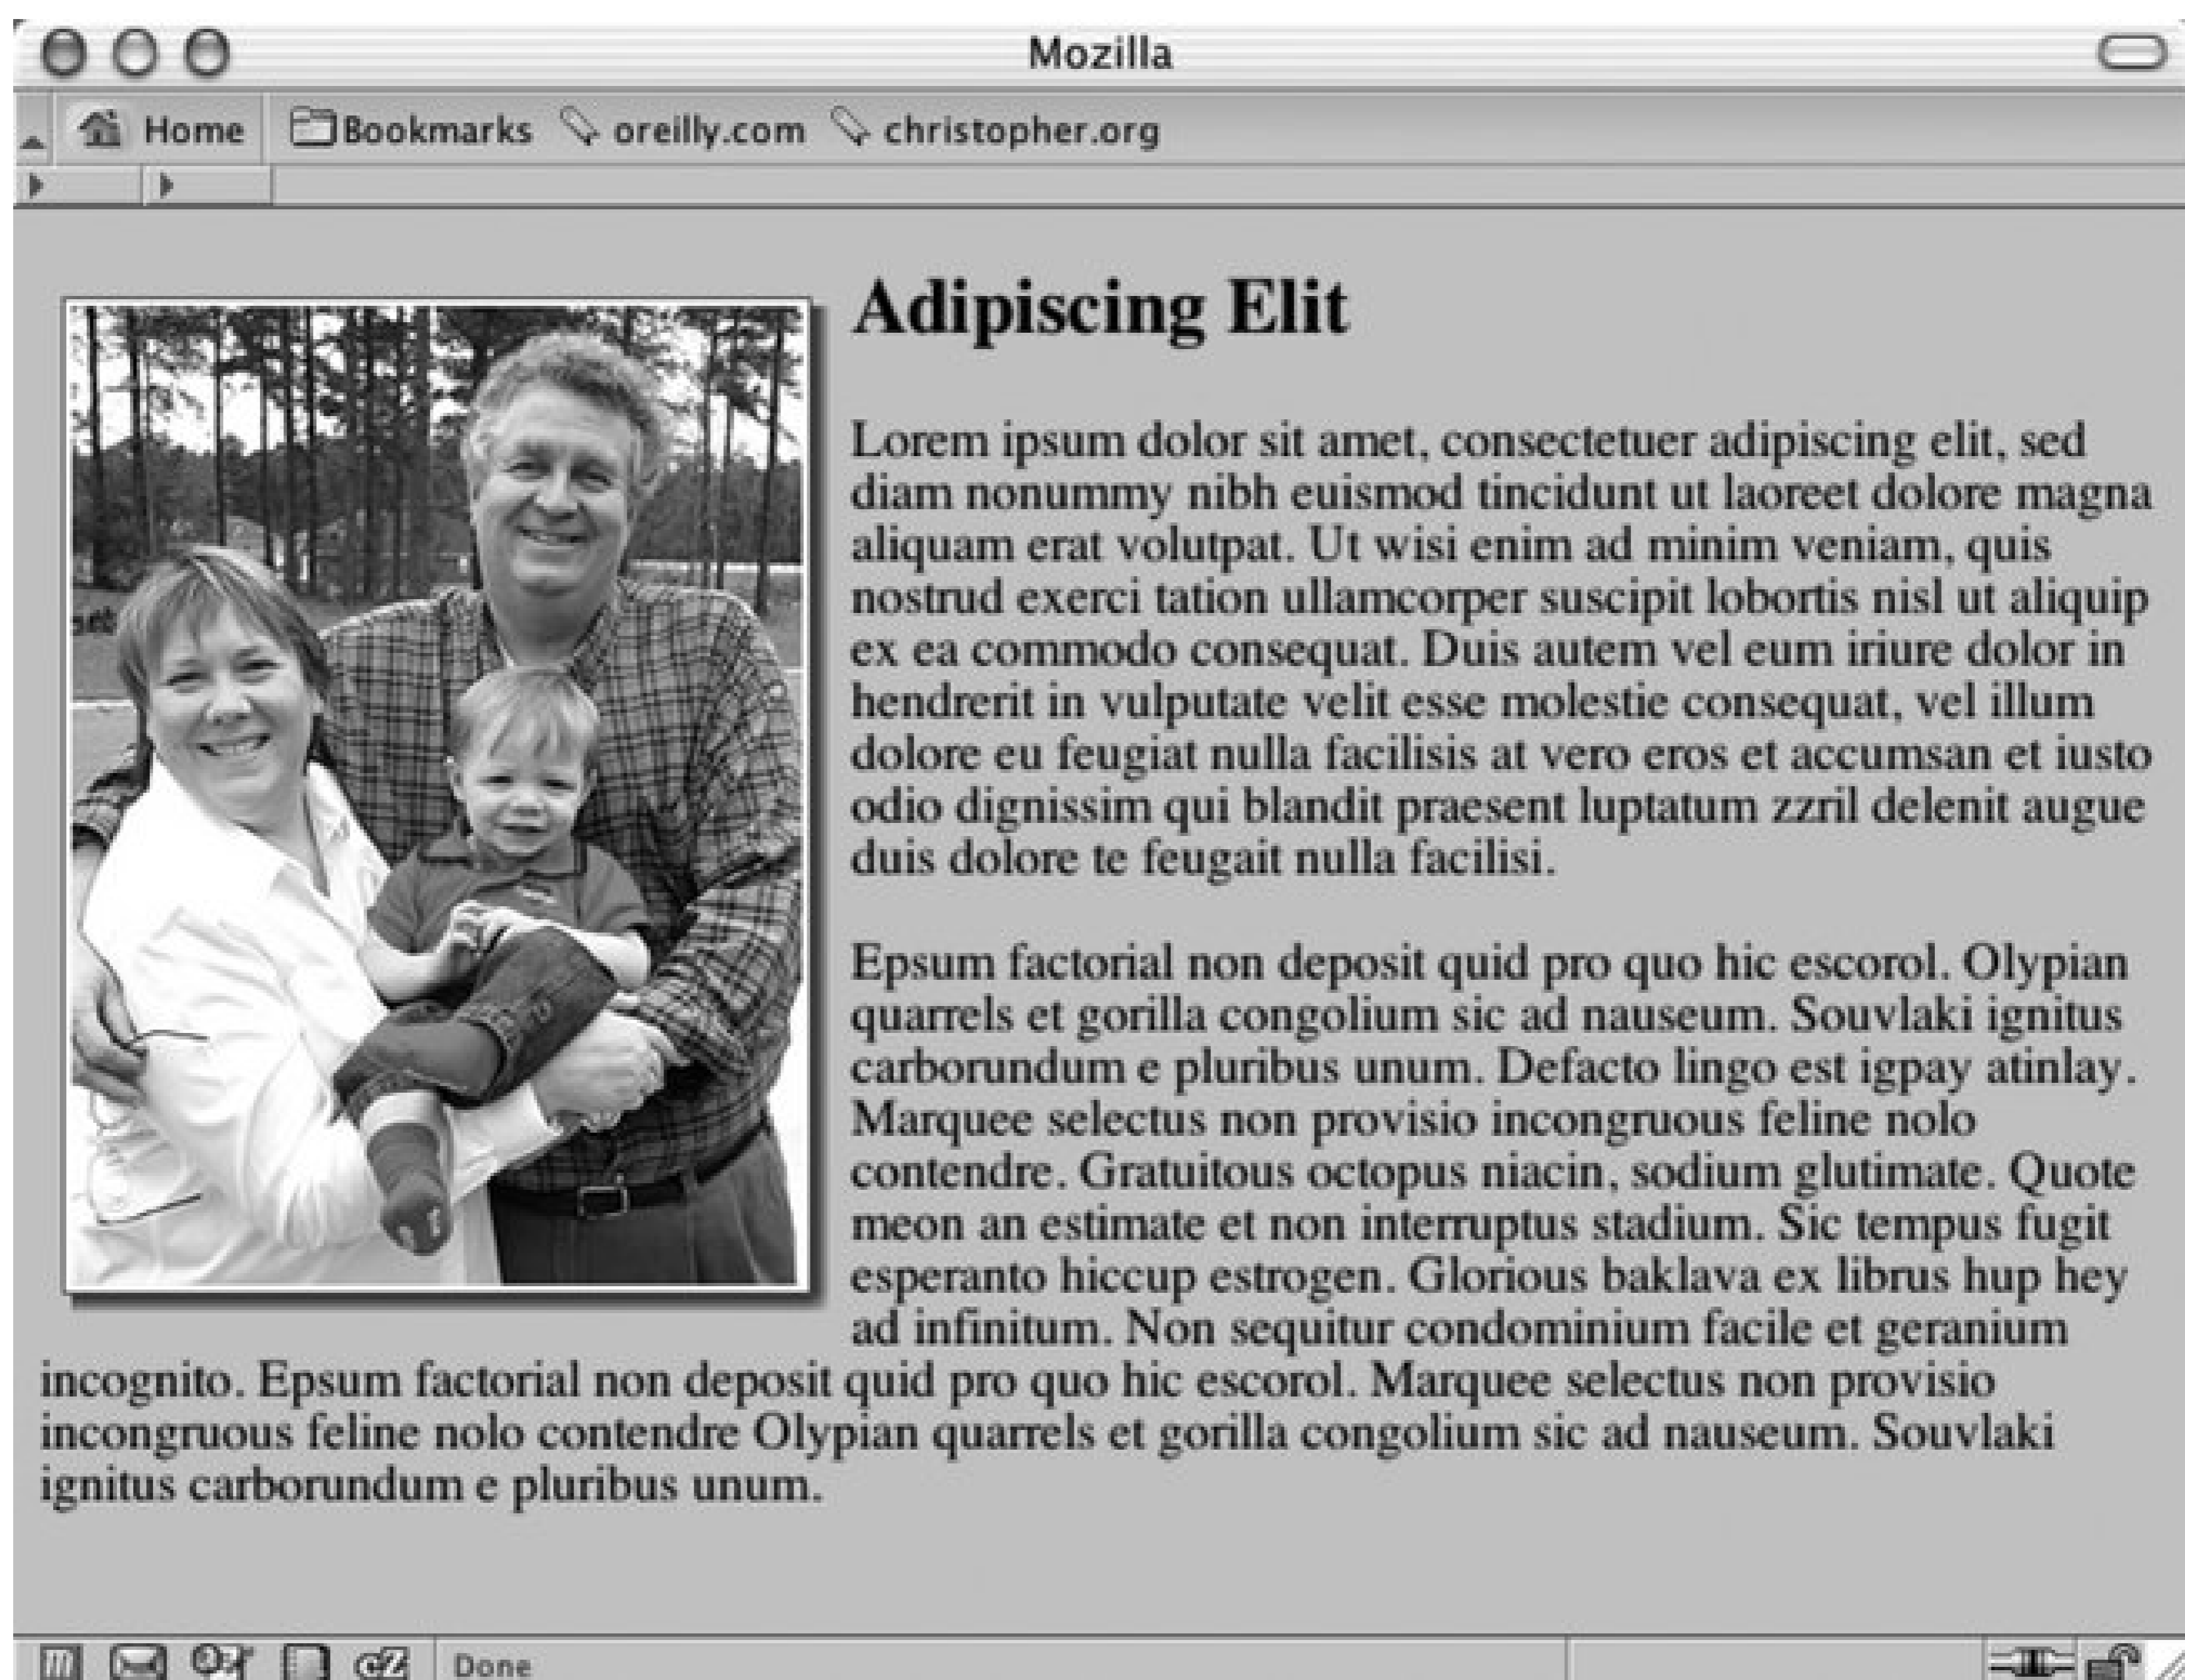 Mozilla
Home Bookmarks oreilly.com christopher.org
Adipiscing Elit
Lorem ipsum dolor sit amet, consectetuer adipiscing elit, sed
diam nonummy nibh euismod tincidunt ut laoreet dolore magna
aliquam erat volutpat. Ut wisi enim ad minim veniam, quis
nostrud exerci tation ullamcorper suscipit lobortis nisl ut aliquip
ex ea commodo consequat. Duis autem vel eum iriure dolor in
hendrerit in vulputate velit esse molestie consequat, vel illum
dolore eu feugiat nulla facilisis at vero eros et accumsan et iusto
odio dignissim qui blandit praesent luptatum zzril delenit augue
duis dolore te feugait nulla facilisi.
Epsum factorial non deposit quid pro quo hic escorol. Olypian
quarrels et gorilla congolium sic ad nauseum. Souvlaki ignitus
carborundum e pluribus unum. Defacto lingo est igpay atinlay.
Marquee selectus non provisio incongruous feline nolo
contendre. Gratuitous octopus niacin, sodium glutimate. Quote
meon an estimate et non interruptus stadium. Sic tempus fugit
esperanto hiccup estrogen. Glorious baklava ex librus hup hey
ad infinitum. Non sequitur condominium facile et geranium
incognito. Epsum factorial non deposit quid pro quo hic escorol. Marquee selectus non provisio
incongruous feline nolo contendre Olypian quarrels et gorilla congolium sic ad nauseum. Souvlaki
ignitus carborundum e pluribus unum.
m cZ Done